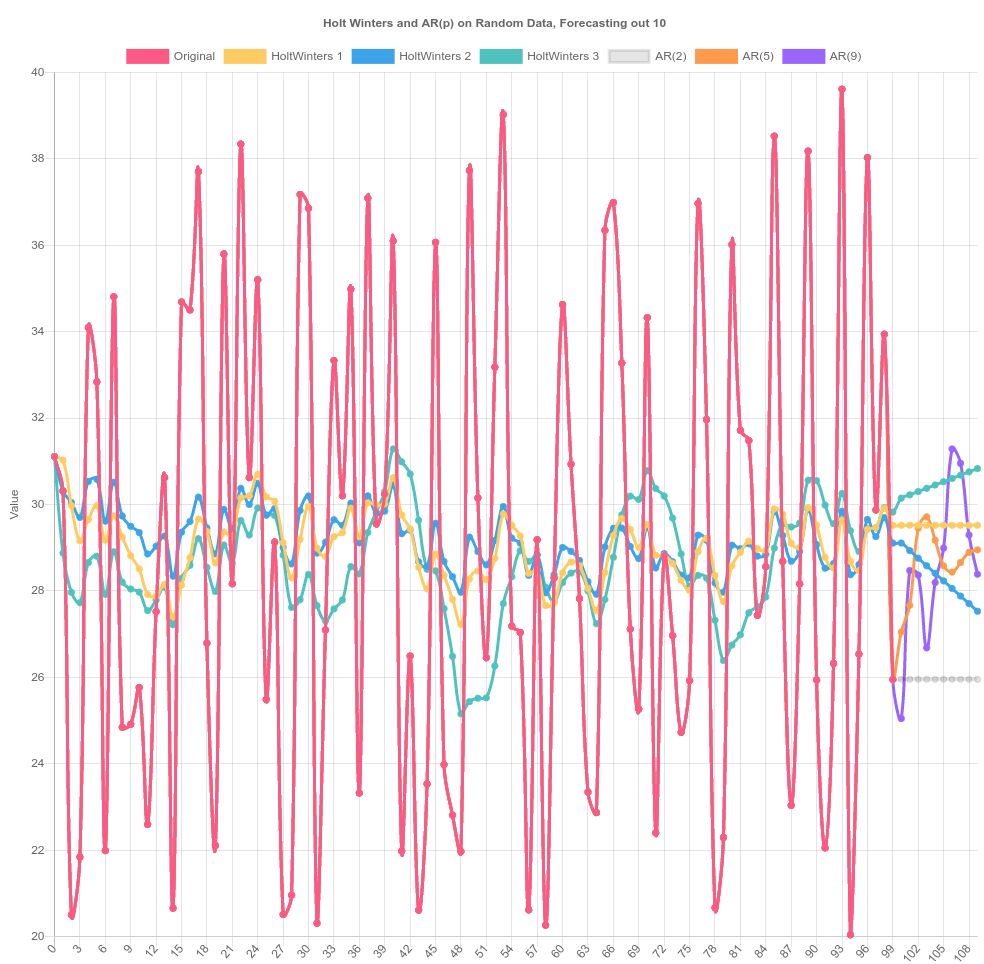 Holt Winters and AR(p) on Random Data, Forecasting out 10
Original HoltWinters 1 HoltWinters 2 HoltWinters 3 AR(2) AR(5) AR(9)
40
38
36
34
32
30
28
26
24
22
20
Value
0 3 6 9 12 15 18 21 24 27 30 33 36 39 42 45 48 51 54 57 60 63 66 69 72 75 78 81 84 87 90 93 96 99 102 105 108